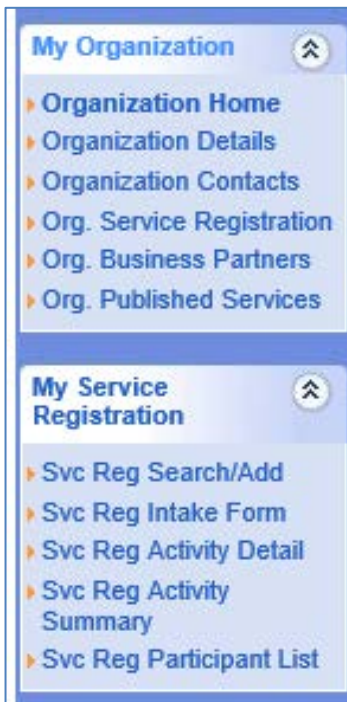 My Organization
Organization Home
Organization Details
Organization Contacts
Org. Service Registration
Org. Business Partners
Org. Published Services
My Service
Registration
Svc Reg Search/Add
Svc Reg Intake Form
Svc Reg Activity Detail
Svc Reg Activity
Summary
Svc Reg Participant List